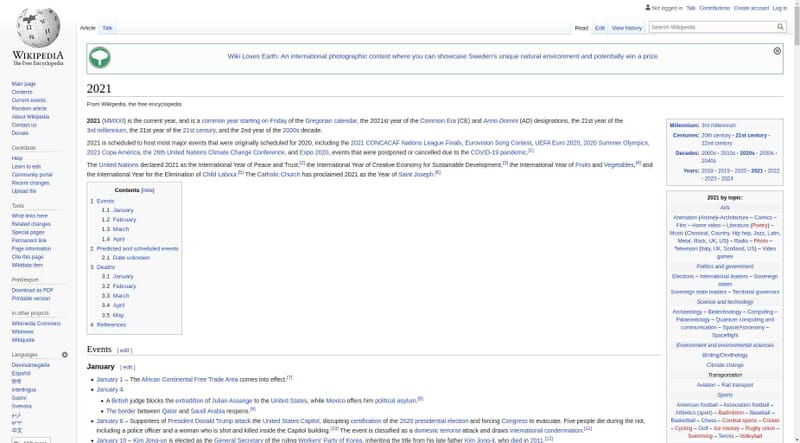 Not logged in Talk Contributions Create account Log in
Article Talk
Read Edit View history
Search Wikipedia
WIKIPEDIA
The Free Encyclopedia
Main page
Contents
Current events
Random article
About Wikipedia
Contact us
Donate
Contribute
Help
Learn to edit
Community portal
Recent changes
Upload file
Tools
What links here
Related changes
Special pages
Permanent link
Page information
Cite this page
Wikidata item
Print/export
Download as PDF
Printable version
In other projects
Wikimedia Commons
Wikinews
Wikiquote
Languages
Davvisámegiella
Español
हिन्दी
Interlingua
Suomi
Svenska
اردو
中文
Wiki Loves Earth: An international photographic contest where you can showcase Sweden's unique natural environment and potentially win a prize.
2021
From Wikipedia, the free encyclopedia
2021 (MMXXI) is the current year, and is a common year starting on Friday of the Gregorian calendar, the 2021st year of the Common Era (CE) and Anno Domini (AD) designations, the 21st year of the
3rd millennium, the 21st year of the 21st century, and the 2nd year of the 2020s decade.
2021 is scheduled to host most major events that were originally scheduled for 2020, including the 2021 CONCACAF Nations League Finals, Eurovision Song Contest, UEFA Euro 2020, 2020 Summer Olympics,
2021 Copa América, the 26th United Nations Climate Change Conference, and Expo 2020, events that were postponed or cancelled due to the COVID-19 pandemic.[1]
The United Nations declared 2021 as the International Year of Peace and Trust,[2] the International Year of Creative Economy for Sustainable Development,[3] the International Year of Fruits and Vegetables,[4] and
the International Year for the Elimination of Child Labour.[5] The Catholic Church has proclaimed 2021 as the Year of Saint Joseph.[6]
Contents [hide]
1 Events
1.1 January
1.2 February
1.3 March
1.4 April
2 Predicted and scheduled events
2.1 Date unknown
3 Deaths
3.1 January
3.2 February
3.3 March
3.4 April
3.5 May
4 References
Events [ edit ]
January [ edit ]
• January 1 – The African Continental Free Trade Area comes into effect.[7]
• January 4
• A British judge blocks the extradition of Julian Assange to the United States, while Mexico offers him political asylum.[8]
• The border between Qatar and Saudi Arabia reopens.[9]
• January 6 – Supporters of President Donald Trump attack the United States Capitol, disrupting certification of the 2020 presidential election and forcing Congress to evacuate. Five people die during the riot,
including a police officer and a woman who is shot and killed inside the Capitol building.[10] The event is classified as a domestic terrorist attack and draws international condemnation.[11]
• January 10 – Kim Jong-un is elected as the General Secretary of the ruling Workers' Party of Korea, inheriting the title from his late father Kim Jong-il, who died in 2011.[12]
Millennium: 3rd millennium
Centuries: 20th century – 21st century –
22nd century
Decades: 2000s – 2010s – 2020s – 2030s –
2040s
Years: 2018 – 2019 – 2020 – 2021 – 2022
– 2023 – 2024
2021 by topic:
Arts
Animation (Anime)–Architecture – Comics –
Film – Home video – Literature (Poetry) –
Music (Classical, Country, Hip hop, Jazz, Latin,
Metal, Rock, UK, US) – Radio – Photo –
Television (Italy, UK, Scotland, US) – Video
games
Politics and government
Elections – International leaders – Sovereign
states
Sovereign state leaders – Territorial governors
Science and technology
Archaeology – Biotechnology – Computing –
Palaeontology – Quantum computing and
communication – Space/Astronomy –
Spaceflight
Environment and environmental sciences
Birding/Ornithology
Climate change
Transportation
Aviation – Rail transport
Sports
American football – Association football –
Athletics (sport) – Badminton – Baseball –
Basketball – Chess – Combat sports – Cricket
– Cycling – Golf – Ice hockey – Rugby union –
Swimming – Tennis – Volleyball